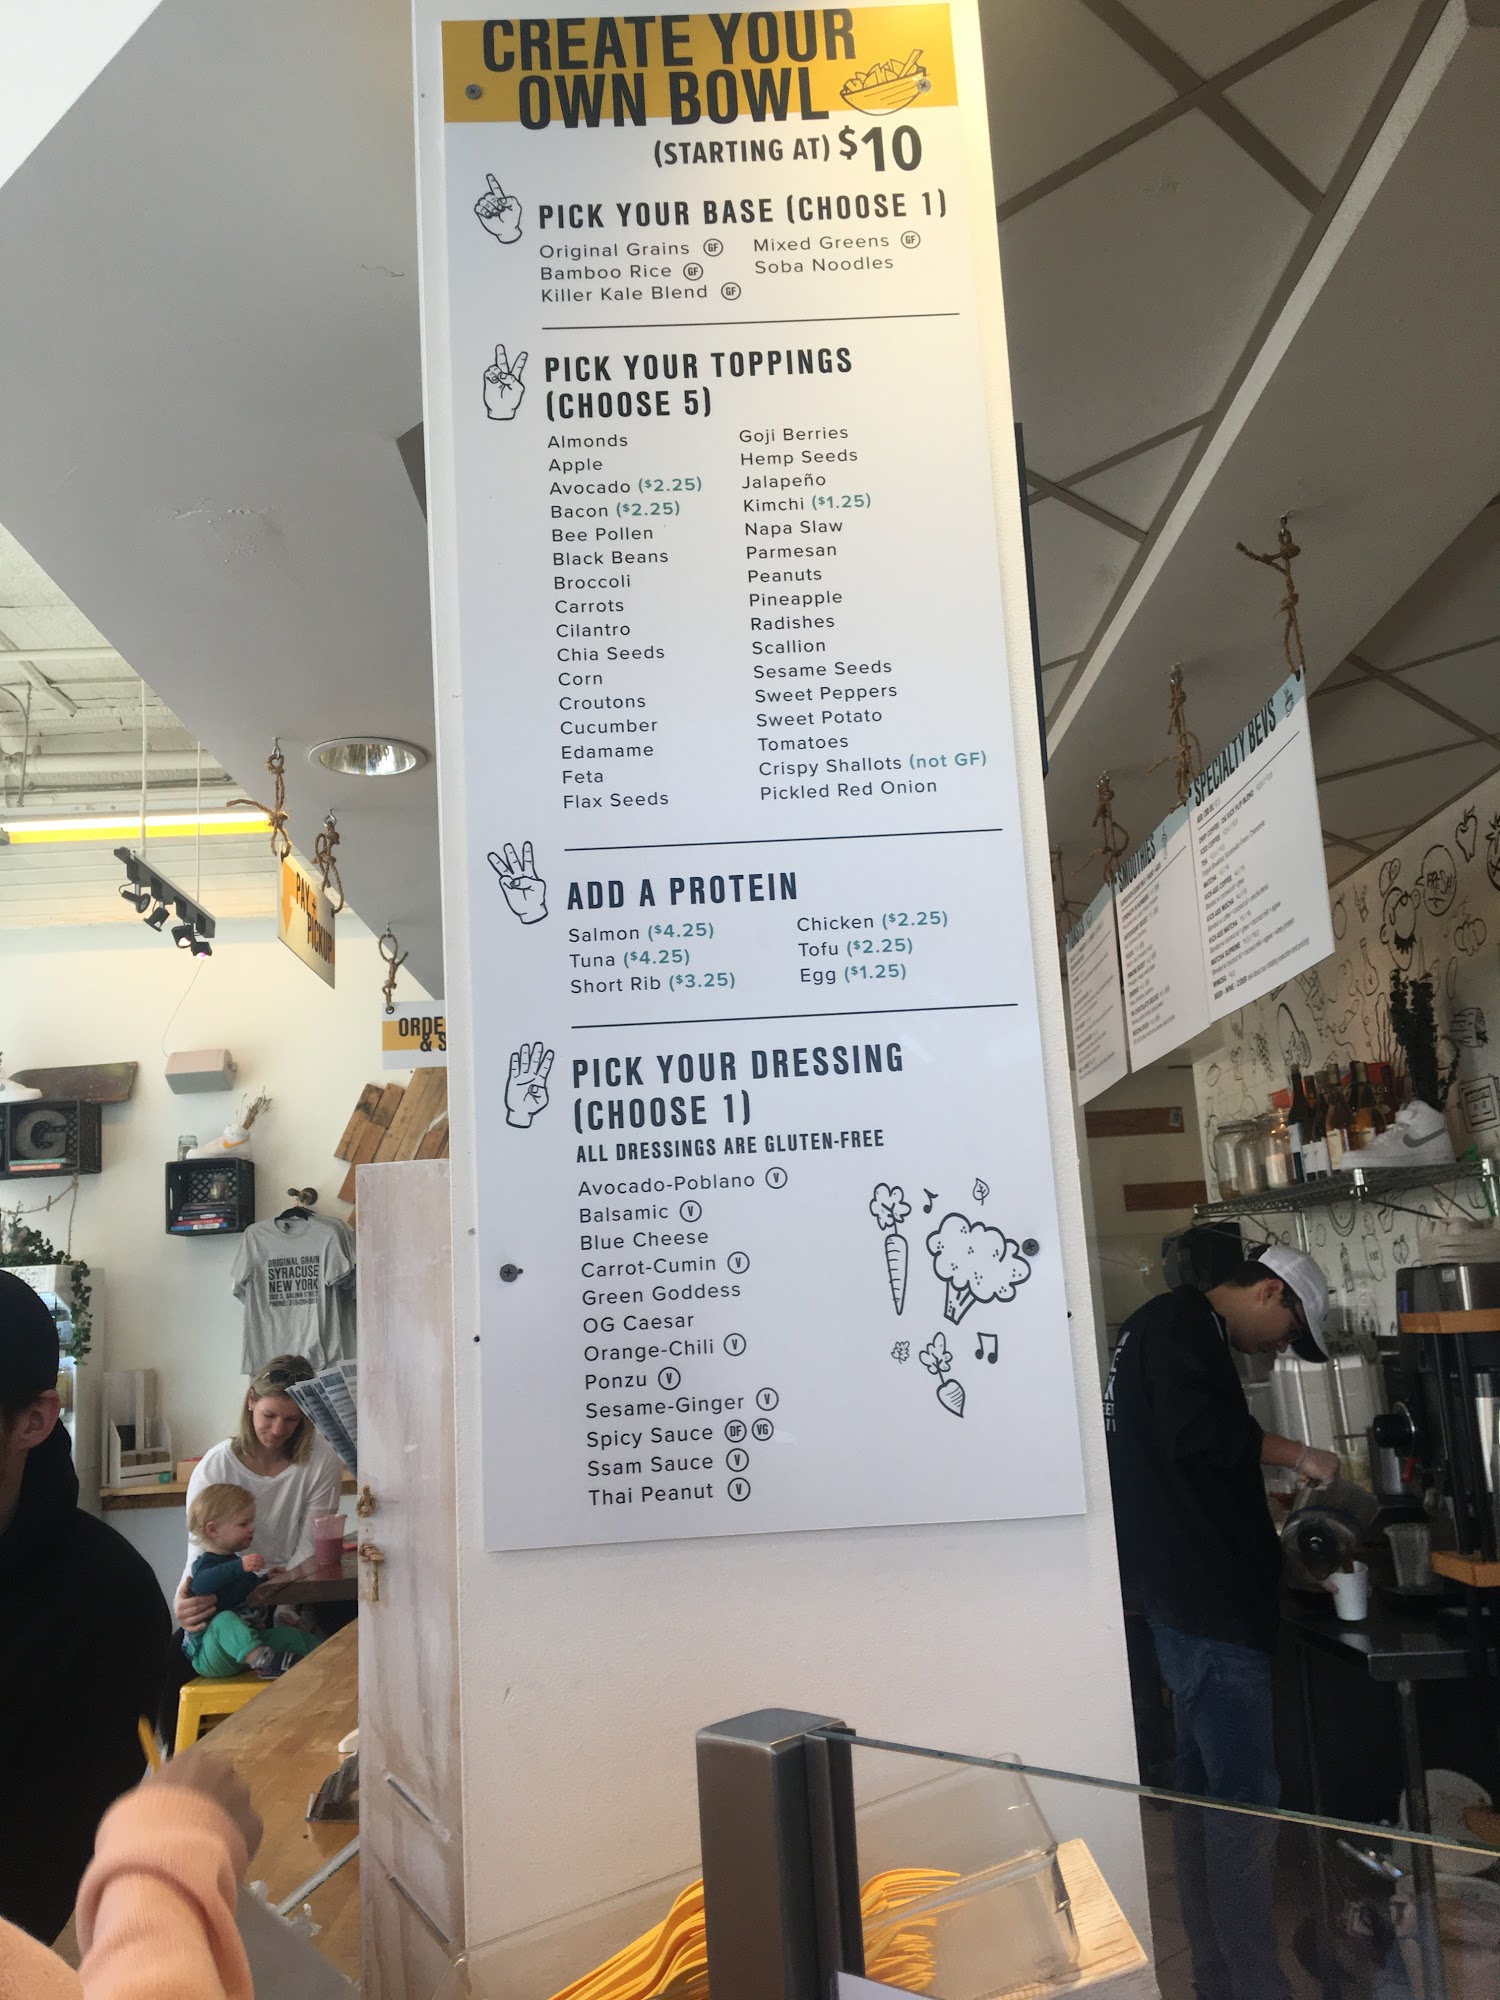 CREATE YOUR
OWN BOWL
(STARTING AT) $10
PICK YOUR BASE (CHOOSE 1)
Original Grains GF
Bamboo Rice GF
Killer Kale Blend GF
Mixed Greens GF
Soba Noodles
PICK YOUR TOPPINGS
(CHOOSE 5)
Almonds
Apple
Avocado ($2.25)
Bacon ($2.25)
Bee Pollen
Black Beans
Broccoli
Carrots
Cilantro
Chia Seeds
Corn
Croutons
Cucumber
Edamame
Feta
Flax Seeds
Goji Berries
Hemp Seeds
Jalapeño
Kimchi ($1.25)
Napa Slaw
Parmesan
Peanuts
Pineapple
Radishes
Scallion
Sesame Seeds
Sweet Peppers
Sweet Potato
Tomatoes
Crispy Shallots (not GF)
Pickled Red Onion
ADD A PROTEIN
Salmon ($4.25)
Tuna ($4.25)
Short Rib ($3.25)
Chicken ($2.25)
Tofu ($2.25)
Egg ($1.25)
PICK YOUR DRESSING
(CHOOSE 1)
ALL DRESSINGS ARE GLUTEN-FREE
Avocado-Poblano V
Balsamic V
Blue Cheese
Carrot-Cumin V
Green Goddess
OG Caesar
Orange-Chili V
Ponzu V
Sesame-Ginger V
Spicy Sauce DF VG
Ssam Sauce V
Thai Peanut V
PAY +
PICKUP
ORDE
& S
G
ORIGINAL GRAIN
SYRACUSE
NEW YORK
SMOOTHIES
SPECIALTY BEVS
FRESH